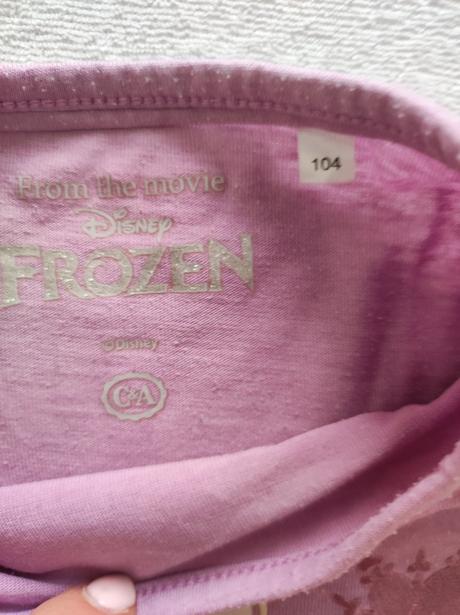 104
From the movie
Disney
FROZEN
©Disney
C&A